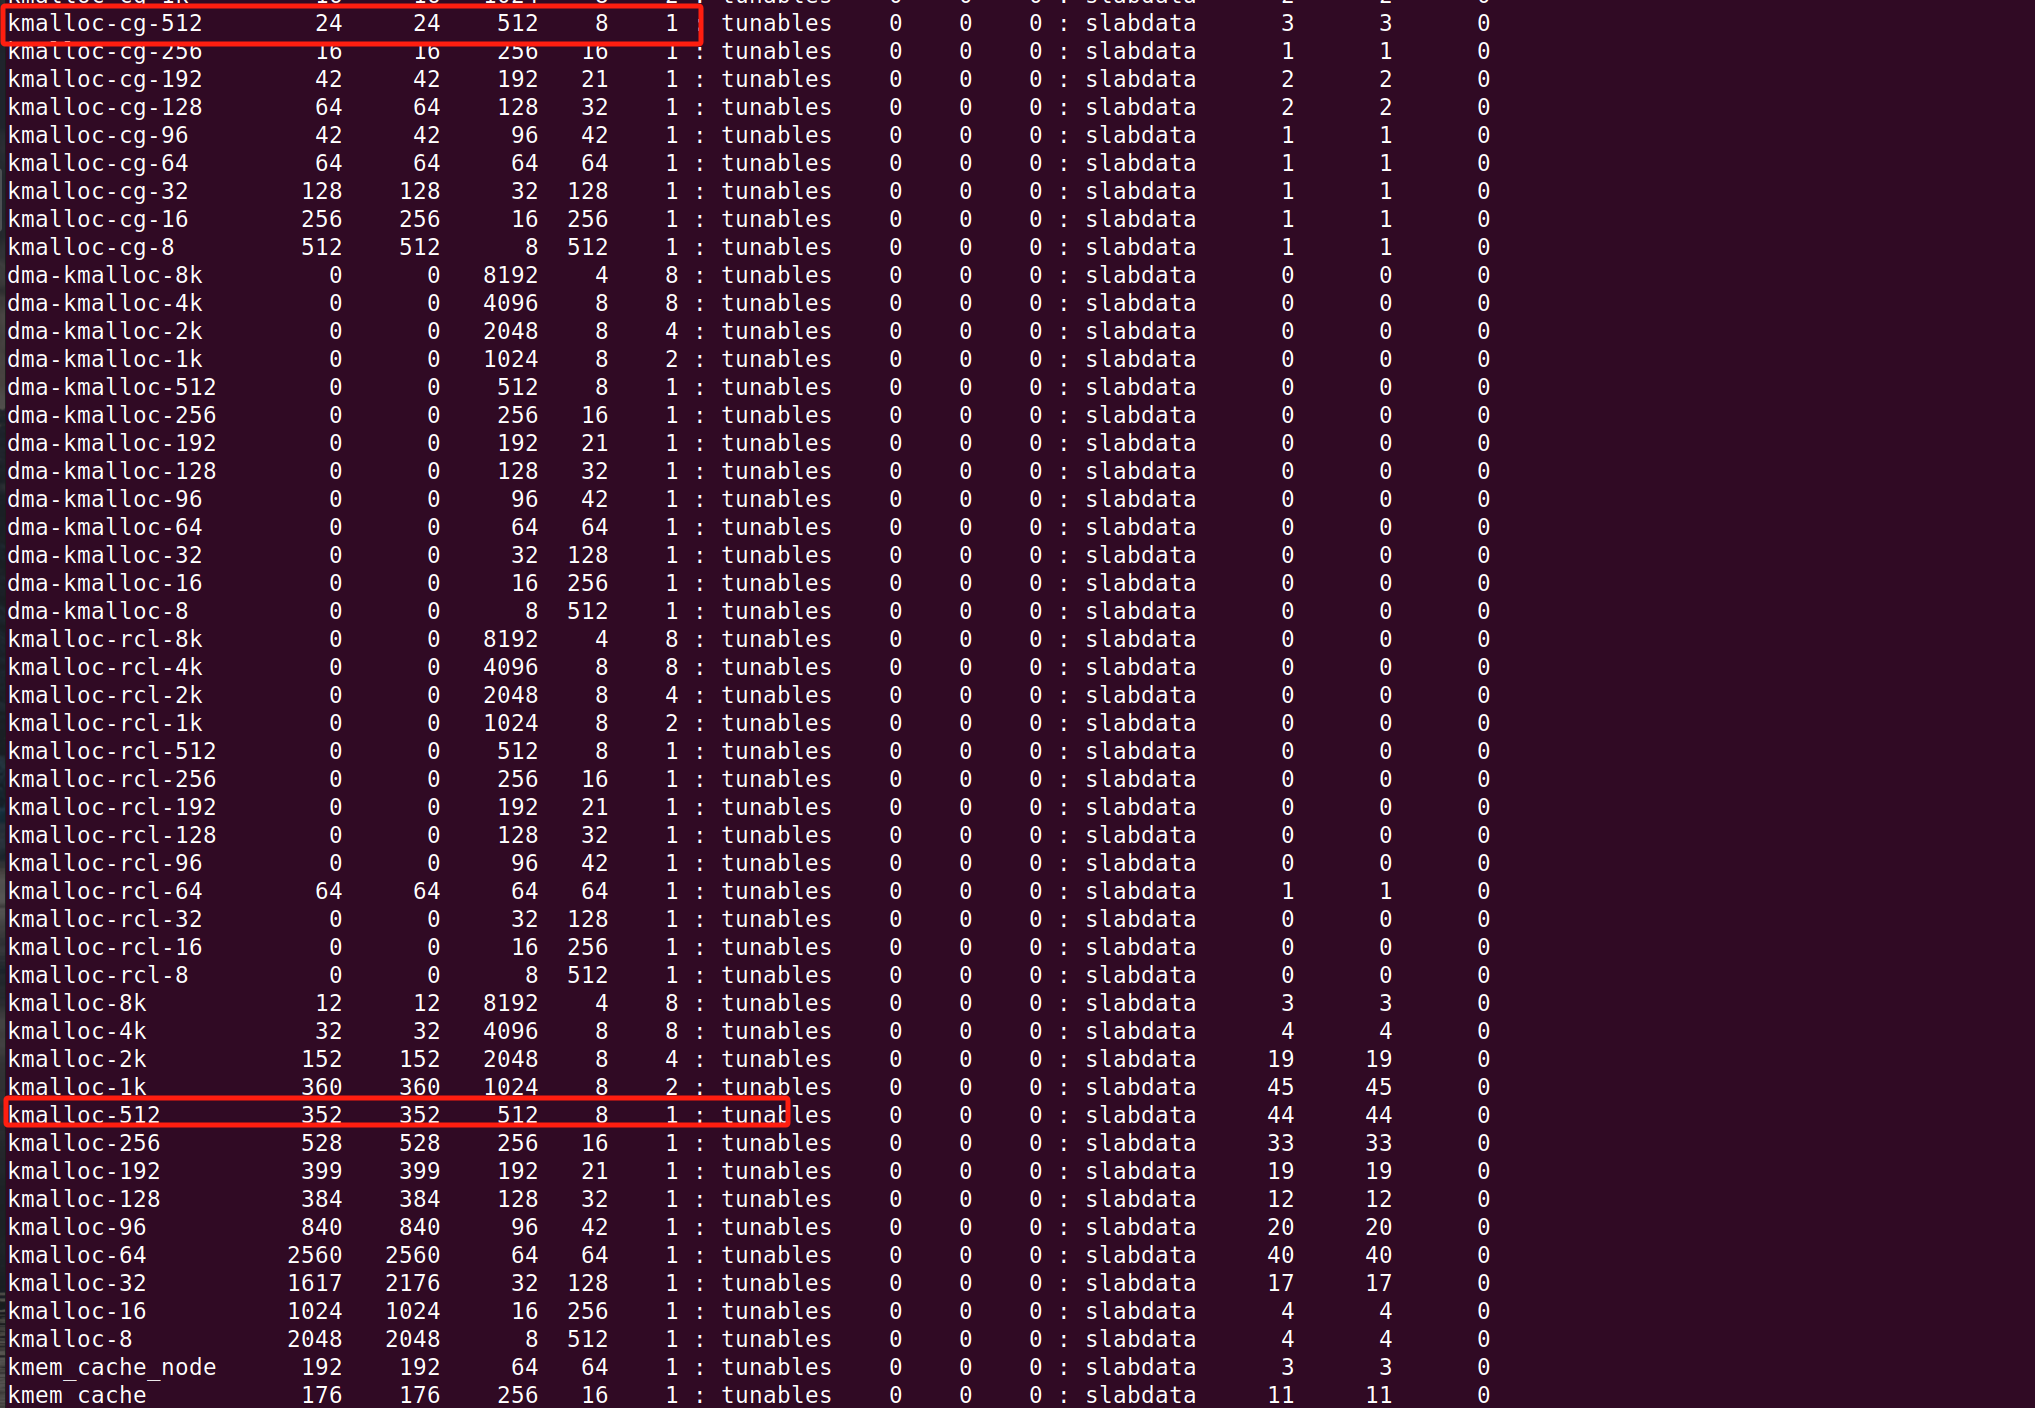 kmalloc-cg-512 24 24 512 8 1 : tunables 0 0 0 : slabdata 3 3 0
kmalloc-cg-256 16 16 256 16 1 : tunables 0 0 0 : slabdata 1 1 0
kmalloc-cg-192 42 42 192 21 1 : tunables 0 0 0 : slabdata 2 2 0
kmalloc-cg-128 64 64 128 32 1 : tunables 0 0 0 : slabdata 2 2 0
kmalloc-cg-96 42 42 96 42 1 : tunables 0 0 0 : slabdata 1 1 0
kmalloc-cg-64 64 64 64 64 1 : tunables 0 0 0 : slabdata 1 1 0
kmalloc-cg-32 128 128 32 128 1 : tunables 0 0 0 : slabdata 1 1 0
kmalloc-cg-16 256 256 16 256 1 : tunables 0 0 0 : slabdata 1 1 0
kmalloc-cg-8 512 512 8 512 1 : tunables 0 0 0 : slabdata 1 1 0
dma-kmalloc-8k 0 0 8192 4 8 : tunables 0 0 0 : slabdata 0 0 0
dma-kmalloc-4k 0 0 4096 8 8 : tunables 0 0 0 : slabdata 0 0 0
dma-kmalloc-2k 0 0 2048 8 4 : tunables 0 0 0 : slabdata 0 0 0
dma-kmalloc-1k 0 0 1024 8 2 : tunables 0 0 0 : slabdata 0 0 0
dma-kmalloc-512 0 0 512 8 1 : tunables 0 0 0 : slabdata 0 0 0
dma-kmalloc-256 0 0 256 16 1 : tunables 0 0 0 : slabdata 0 0 0
dma-kmalloc-192 0 0 192 21 1 : tunables 0 0 0 : slabdata 0 0 0
dma-kmalloc-128 0 0 128 32 1 : tunables 0 0 0 : slabdata 0 0 0
dma-kmalloc-96 0 0 96 42 1 : tunables 0 0 0 : slabdata 0 0 0
dma-kmalloc-64 0 0 64 64 1 : tunables 0 0 0 : slabdata 0 0 0
dma-kmalloc-32 0 0 32 128 1 : tunables 0 0 0 : slabdata 0 0 0
dma-kmalloc-16 0 0 16 256 1 : tunables 0 0 0 : slabdata 0 0 0
dma-kmalloc-8 0 0 8 512 1 : tunables 0 0 0 : slabdata 0 0 0
kmalloc-rcl-8k 0 0 8192 4 8 : tunables 0 0 0 : slabdata 0 0 0
kmalloc-rcl-4k 0 0 4096 8 8 : tunables 0 0 0 : slabdata 0 0 0
kmalloc-rcl-2k 0 0 2048 8 4 : tunables 0 0 0 : slabdata 0 0 0
kmalloc-rcl-1k 0 0 1024 8 2 : tunables 0 0 0 : slabdata 0 0 0
kmalloc-rcl-512 0 0 512 8 1 : tunables 0 0 0 : slabdata 0 0 0
kmalloc-rcl-256 0 0 256 16 1 : tunables 0 0 0 : slabdata 0 0 0
kmalloc-rcl-192 0 0 192 21 1 : tunables 0 0 0 : slabdata 0 0 0
kmalloc-rcl-128 0 0 128 32 1 : tunables 0 0 0 : slabdata 0 0 0
kmalloc-rcl-96 0 0 96 42 1 : tunables 0 0 0 : slabdata 0 0 0
kmalloc-rcl-64 64 64 64 64 1 : tunables 0 0 0 : slabdata 1 1 0
kmalloc-rcl-32 0 0 32 128 1 : tunables 0 0 0 : slabdata 0 0 0
kmalloc-rcl-16 0 0 16 256 1 : tunables 0 0 0 : slabdata 0 0 0
kmalloc-rcl-8 0 0 8 512 1 : tunables 0 0 0 : slabdata 0 0 0
kmalloc-8k 12 12 8192 4 8 : tunables 0 0 0 : slabdata 3 3 0
kmalloc-4k 32 32 4096 8 8 : tunables 0 0 0 : slabdata 4 4 0
kmalloc-2k 152 152 2048 8 4 : tunables 0 0 0 : slabdata 19 19 0
kmalloc-1k 360 360 1024 8 2 : tunables 0 0 0 : slabdata 45 45 0
kmalloc-512 352 352 512 8 1 : tunables 0 0 0 : slabdata 44 44 0
kmalloc-256 528 528 256 16 1 : tunables 0 0 0 : slabdata 33 33 0
kmalloc-192 399 399 192 21 1 : tunables 0 0 0 : slabdata 19 19 0
kmalloc-128 384 384 128 32 1 : tunables 0 0 0 : slabdata 12 12 0
kmalloc-96 840 840 96 42 1 : tunables 0 0 0 : slabdata 20 20 0
kmalloc-64 2560 2560 64 64 1 : tunables 0 0 0 : slabdata 40 40 0
kmalloc-32 1617 2176 32 128 1 : tunables 0 0 0 : slabdata 17 17 0
kmalloc-16 1024 1024 16 256 1 : tunables 0 0 0 : slabdata 4 4 0
kmalloc-8 2048 2048 8 512 1 : tunables 0 0 0 : slabdata 4 4 0
kmem_cache_node 192 192 64 64 1 : tunables 0 0 0 : slabdata 3 3 0
kmem_cache 176 176 256 16 1 : tunables 0 0 0 : slabdata 11 11 0